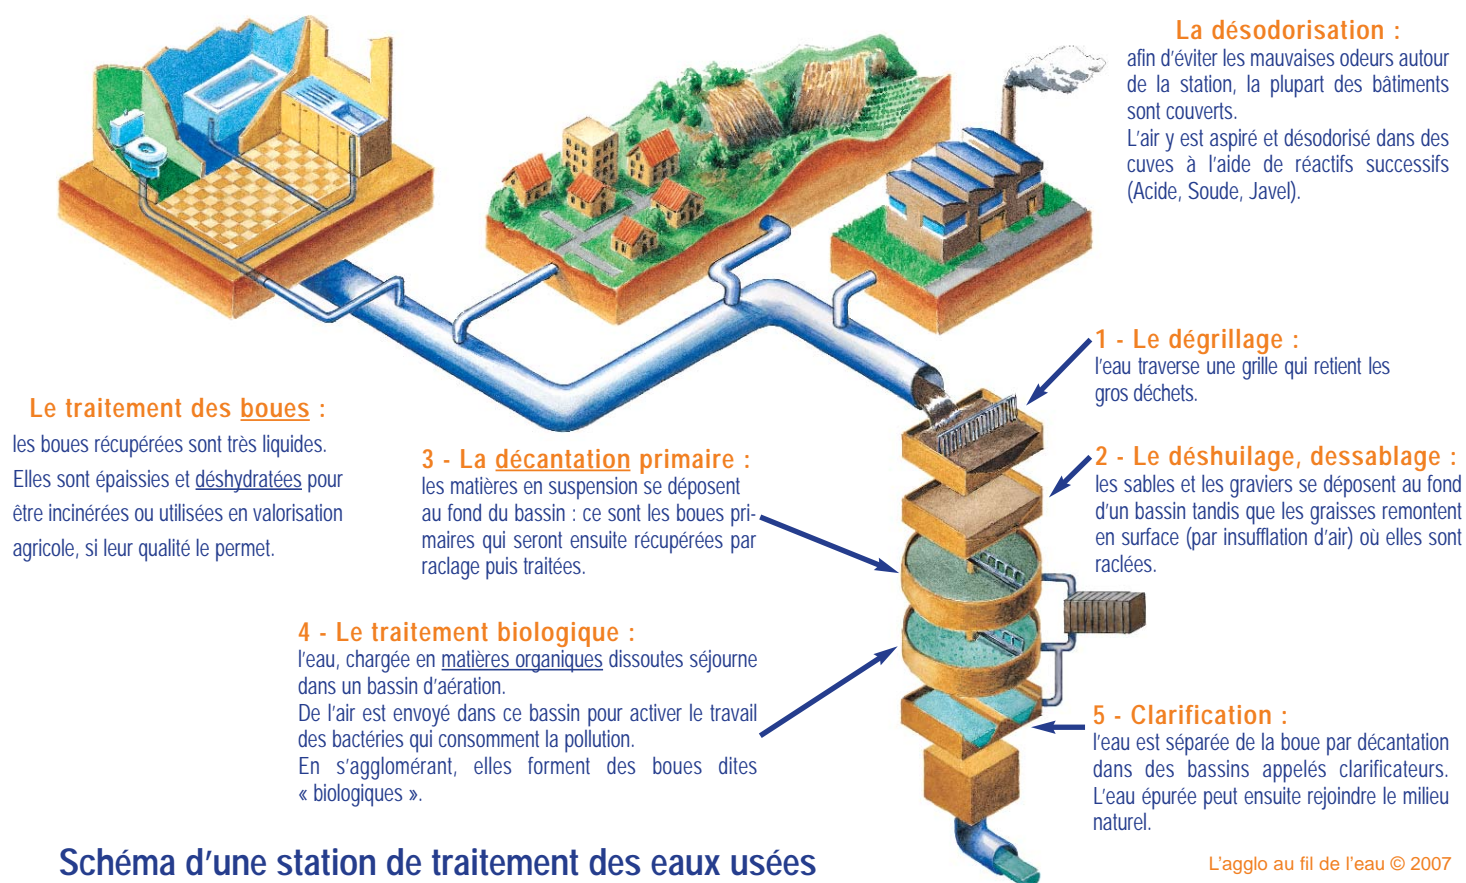 La désodorisation :
afin d'éviter les mauvaises odeurs autour
de la station, la plupart des bâtiments
sont couverts.
L'air y est aspiré et désodorisé dans des
cuves à l'aide de réactifs successifs
(Acide, Soude, Javel).
1 - Le dégrillage :
l'eau traverse une grille qui retient les
gros déchets.
Le traitement des boues :
les boues récupérées sont très liquides.
Elles sont épaissies et déshydratées pour
être incinérées ou utilisées en valorisation
agricole, si leur qualité le permet.
2 - Le déshuilage, dessablage :
les sables et les graviers se déposent au fond
d'un bassin tandis que les graisses remontent
en surface (par insufflation d'air) où elles sont
raclées.
3 - La décantation primaire :
les matières en suspension se déposent
au fond du bassin : ce sont les boues pri-
maires qui seront ensuite récupérées par
raclage puis traitées.
4 - Le traitement biologique :
l'eau, chargée en matières organiques dissoutes séjourne
dans un bassin d'aération.
De l'air est envoyé dans ce bassin pour activer le travail
des bactéries qui consomment la pollution.
En s'agglomérant, elles forment des boues dites
« biologiques ».
5 - Clarification :
l'eau est séparée de la boue par décantation
dans des bassins appelés clarificateurs.
L'eau épurée peut ensuite rejoindre le milieu
naturel.
Schéma d'une station de traitement des eaux usées
L'agglo au fil de l'eau © 2007